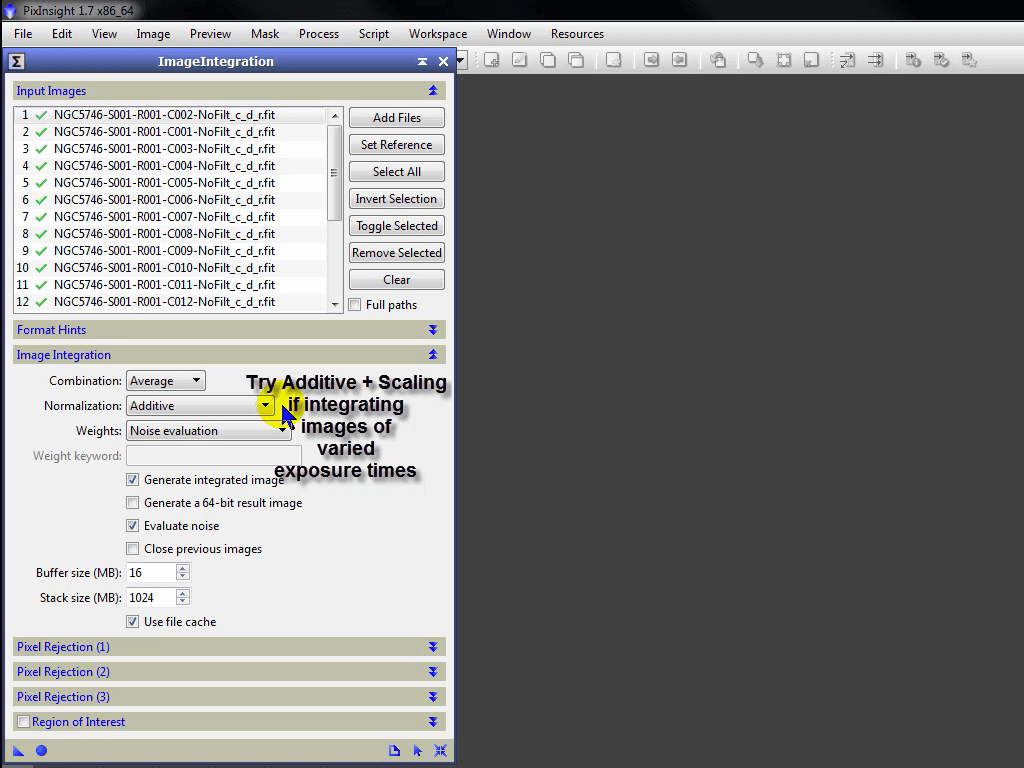 PixInsight 1.7 x86_64
File Edit View Image Preview Mask Process Script Workspace Window Resources
ImageIntegration
Input Images
1 NGC5746-S001-R001-C002-NoFilt_c_d_r.fit
2 NGC5746-S001-R001-C001-NoFilt_c_d_r.fit
3 NGC5746-S001-R001-C003-NoFilt_c_d_r.fit
4 NGC5746-S001-R001-C004-NoFilt_c_d_r.fit
5 NGC5746-S001-R001-C005-NoFilt_c_d_r.fit
6 NGC5746-S001-R001-C006-NoFilt_c_d_r.fit
7 NGC5746-S001-R001-C007-NoFilt_c_d_r.fit
8 NGC5746-S001-R001-C008-NoFilt_c_d_r.fit
9 NGC5746-S001-R001-C009-NoFilt_c_d_r.fit
10 NGC5746-S001-R001-C010-NoFilt_c_d_r.fit
11 NGC5746-S001-R001-C011-NoFilt_c_d_r.fit
12 NGC5746-S001-R001-C012-NoFilt_c_d_r.fit
Add Files
Set Reference
Select All
Invert Selection
Toggle Selected
Remove Selected
Clear
Full paths
Format Hints
Image Integration
Combination: Average
Normalization: Additive
Weights: Noise evaluation
Weight keyword:
Try Additive + Scaling
if integrating
images of
varied
exposure times
Generate integrated image
Generate a 64-bit result image
Evaluate noise
Close previous images
Buffer size (MB): 16
Stack size (MB): 1024
Use file cache
Pixel Rejection (1)
Pixel Rejection (2)
Pixel Rejection (3)
Region of Interest